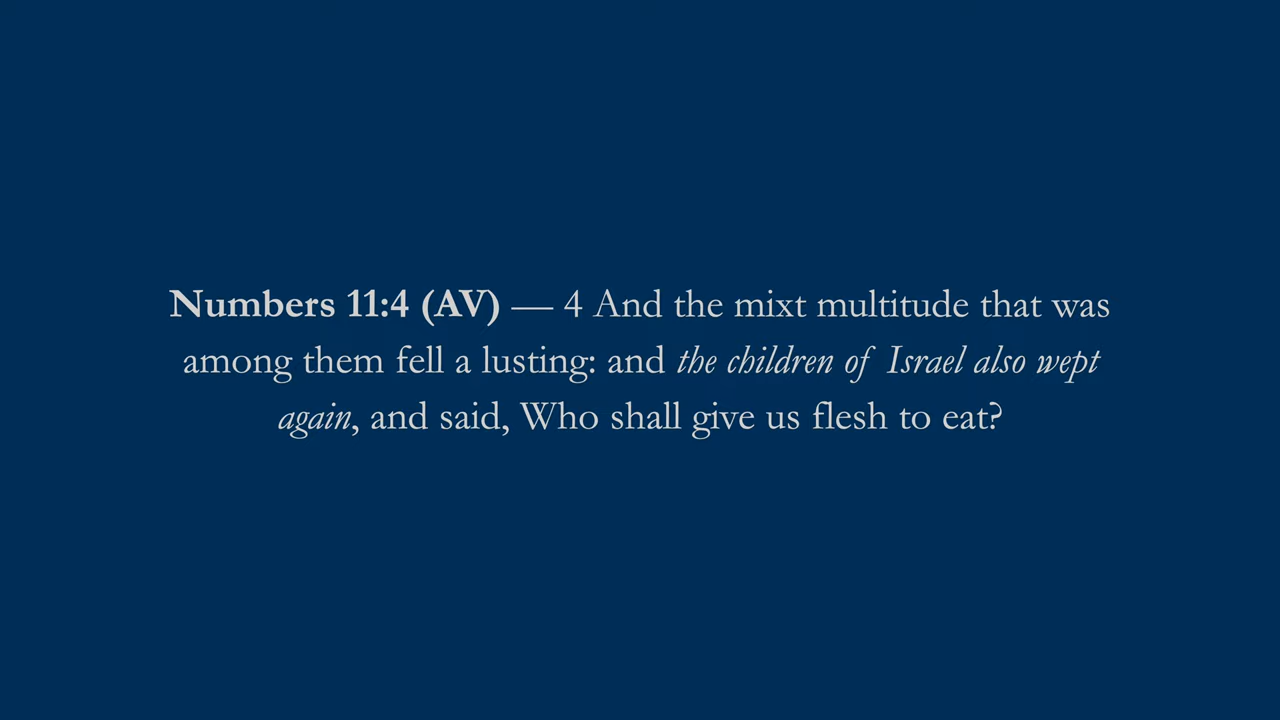 Numbers 11:4 (AV) — 4 And the mixt multitude that was
among them fell a lusting: and the children of Israel also wept
again, and said, Who shall give us flesh to eat?